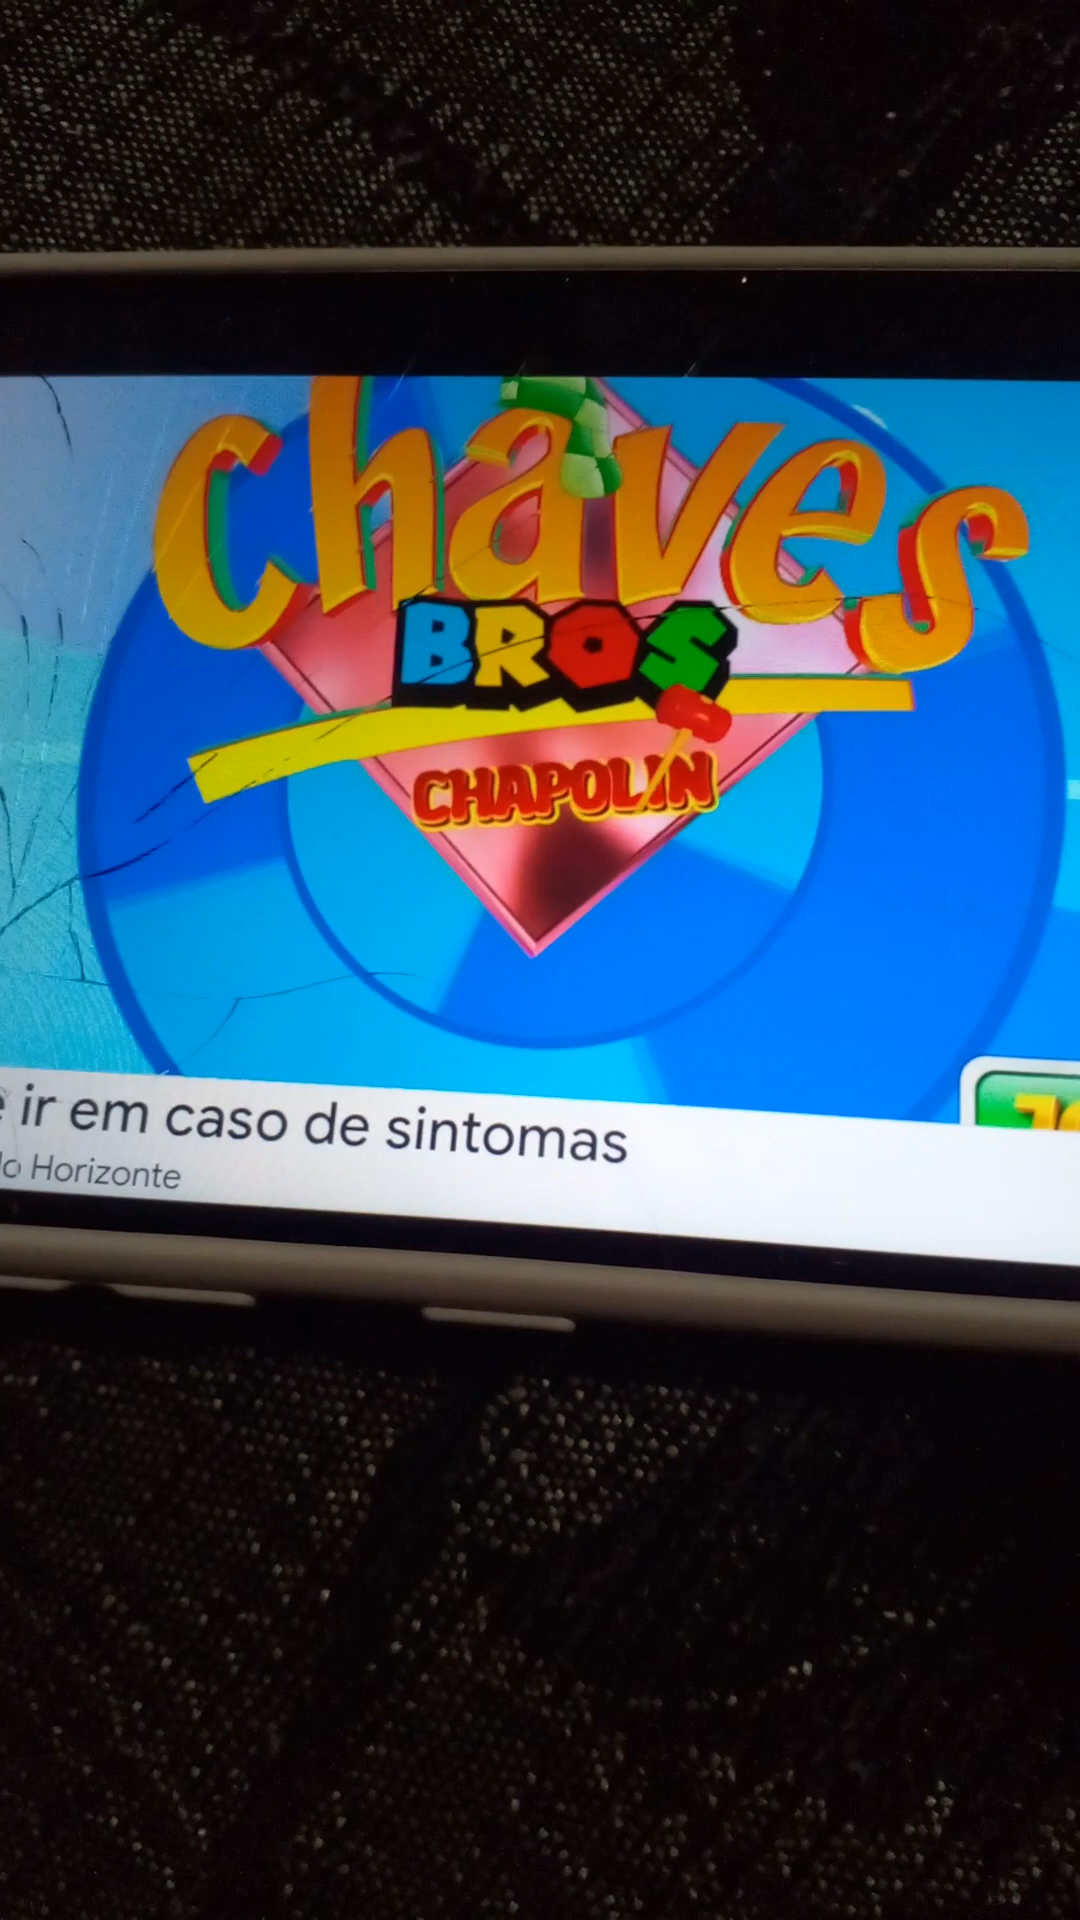 Chaves
BROS
CHAPOLIN
ir em caso de sintomas
Horizonte